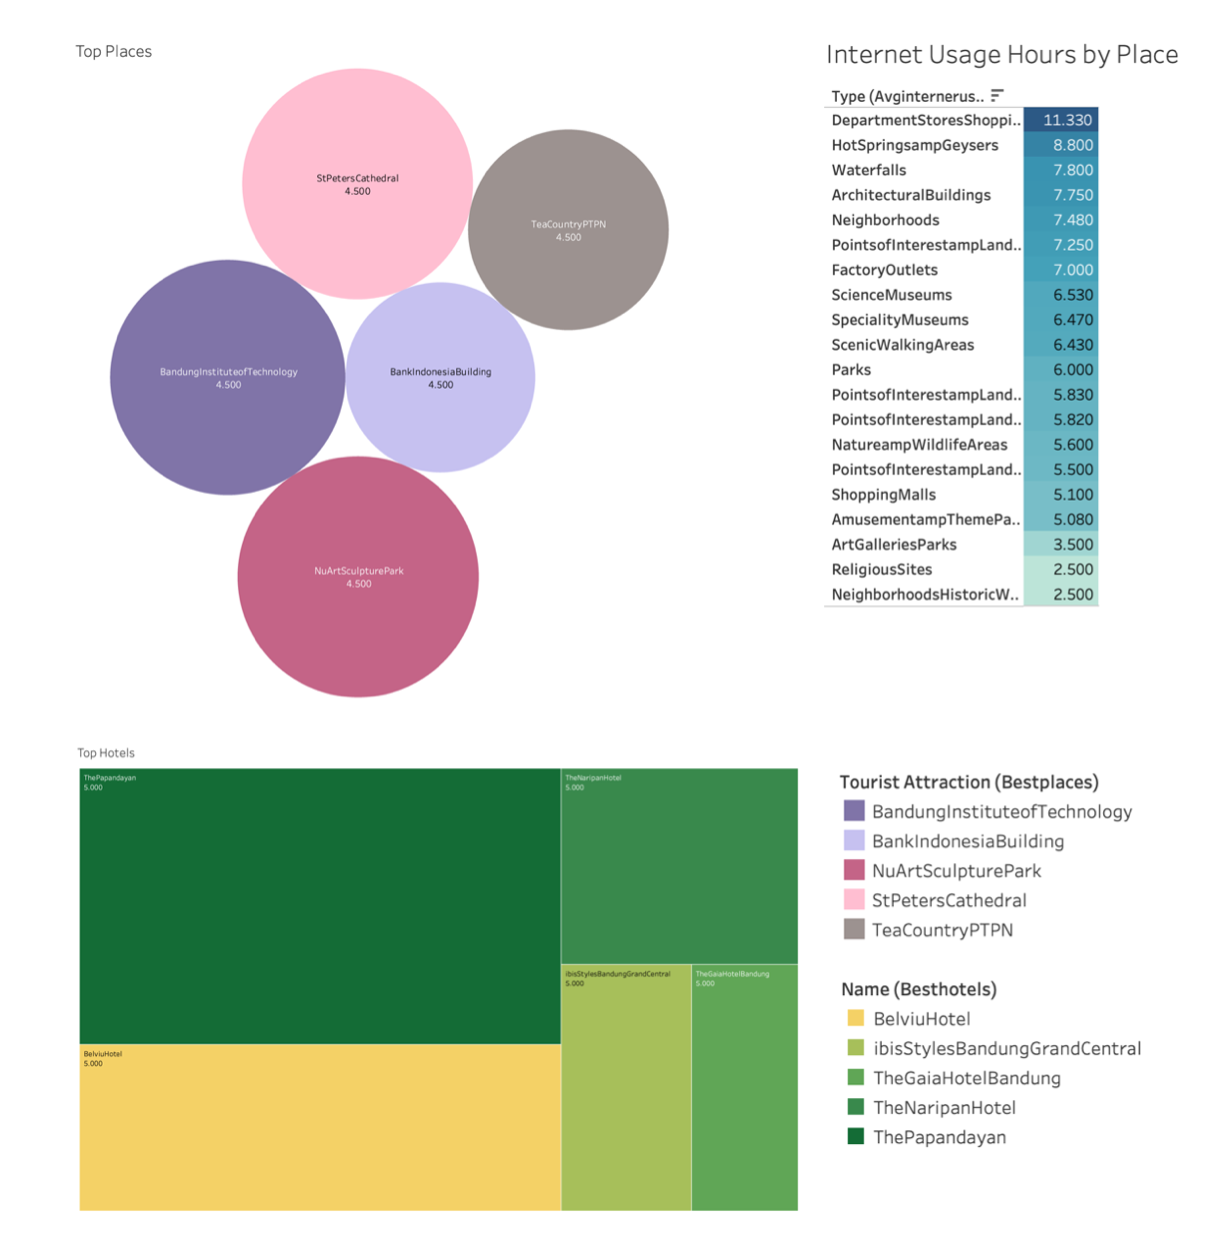 Top Places
StPetersCathedral
4.500
TeaCountryPTPN
4.500
BandungInstituteofTechnology
4.500
BankIndonesiaBuilding
4.500
NuArtSculpturePark
4.500
Internet Usage Hours by Place
Type (Avginternerus..
DepartmentStoresShoppi.. 11.330
HotSpringsampGeysers 8.800
Waterfalls 7.800
ArchitecturalBuildings 7.750
Neighborhoods 7.480
PointsofInterestampLand.. 7.250
FactoryOutlets 7.000
ScienceMuseums 6.530
SpecialityMuseums 6.470
ScenicWalkingAreas 6.430
Parks 6.000
PointsofInterestampLand.. 5.830
PointsofInterestampLand.. 5.820
NatureampWildlifeAreas 5.600
PointsofInterestampLand.. 5.500
ShoppingMalls 5.100
AmusementampThemePa.. 5.080
ArtGalleriesParks 3.500
ReligiousSites 2.500
NeighborhoodsHistoricW.. 2.500
Top Hotels
ThePapandayan
5.000
TheNaripanHotel
5.000
ibisStylesBandungGrandCentral
5.000
TheGaiaHotelBandung
5.000
BelviuHotel
5.000
Tourist Attraction (Bestplaces)
BandungInstituteofTechnology
BankIndonesiaBuilding
NuArtSculpturePark
StPetersCathedral
TeaCountryPTPN
Name (Besthotels)
BelviuHotel
ibisStylesBandungGrandCentral
TheGaiaHotelBandung
TheNaripanHotel
ThePapandayan